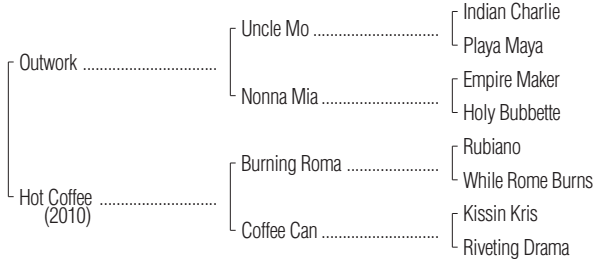 Indian Charlie
Uncle Mo ..............................
Playa Maya
Outwork ................................
Empire Maker
Nonna Mia ............................
Holy Bubbette
Rubiano
Burning Roma ......................
While Rome Burns
Hot Coffee ............................
(2010)
Kissin Kris
Coffee Can ............................
Riveting Drama